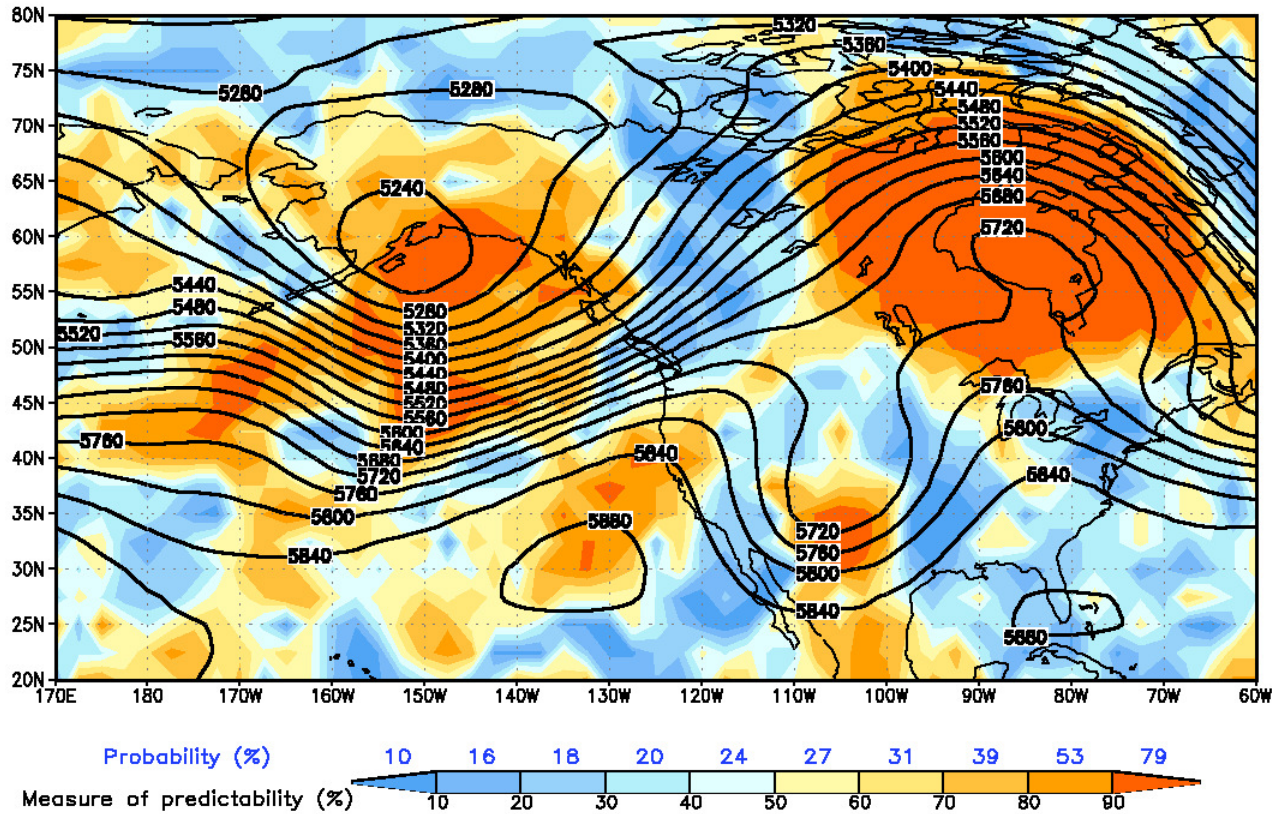 80N
5320
5360
75N 5400
5280 5280 5440
5480
70N 5520
5560
5600
65N 5640
5240 5680
60N 5720
55N 5440
5480 5280
5520 5320
5560 5360
50N 5400
5440
5480 5760
45N 5520
5560
5600 5800
5760 5640
40N 5680 5840
5720 5840
5760
35N 5800 5880 5720
5840 5760
30N 5800
5840
25N 5880
20N
170E 180 170W 160W 150W 140W 130W 120W 110W 100W 90W 80W 70W 60W
Probability (%) 10 16 18 20 24 27 31 39 53 79
Measure of predictability (%) 10 20 30 40 50 60 70 80 90